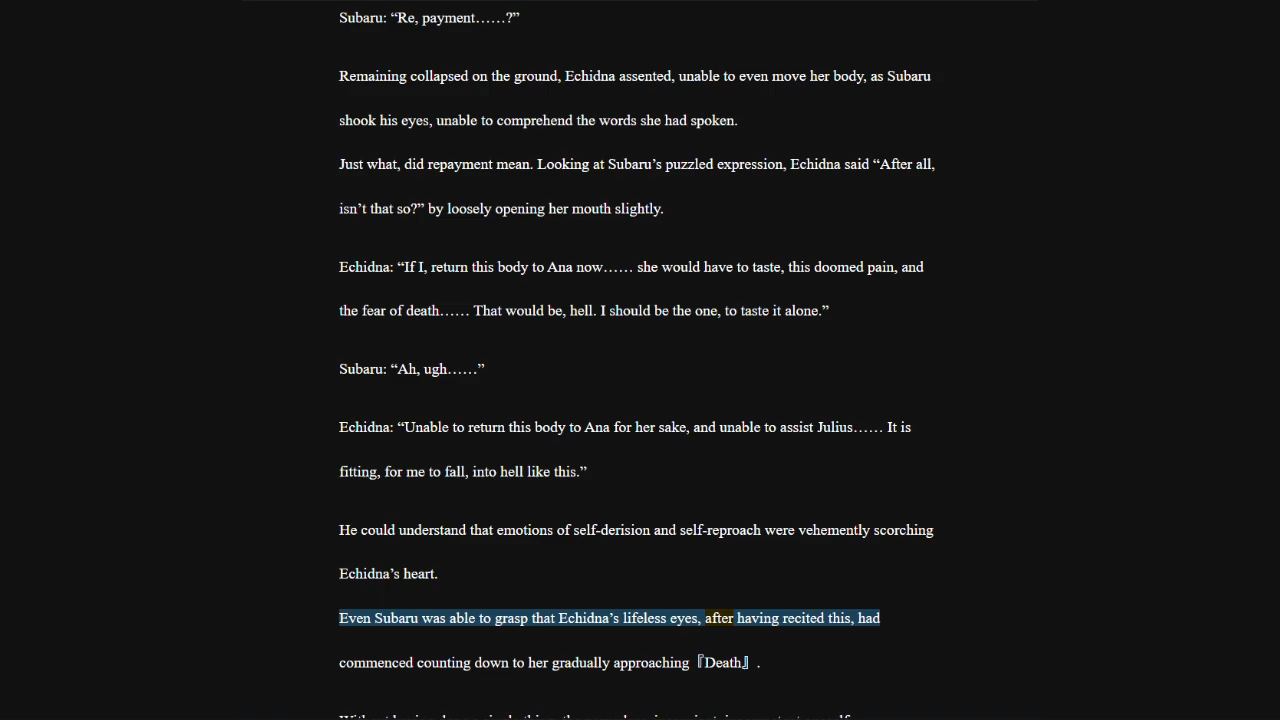 Subaru: “Re, payment……?”
Remaining collapsed on the ground, Echidna assented, unable to even move her body, as Subaru
shook his eyes, unable to comprehend the words she had spoken.
Just what, did repayment mean. Looking at Subaru’s puzzled expression, Echidna said “After all,
isn’t that so?” by loosely opening her mouth slightly.
Echidna: “If I, return this body to Ana now…… she would have to taste, this doomed pain, and
the fear of death…… That would be, hell. I should be the one, to taste it alone.”
Subaru: “Ah, ugh……”
Echidna: “Unable to return this body to Ana for her sake, and unable to assist Julius…… It is
fitting, for me to fall, into hell like this.”
He could understand that emotions of self-derision and self-reproach were vehemently scorching
Echidna’s heart.
Even Subaru was able to grasp that Echidna’s lifeless eyes, after having recited this, had
commenced counting down to her gradually approaching『Death』.